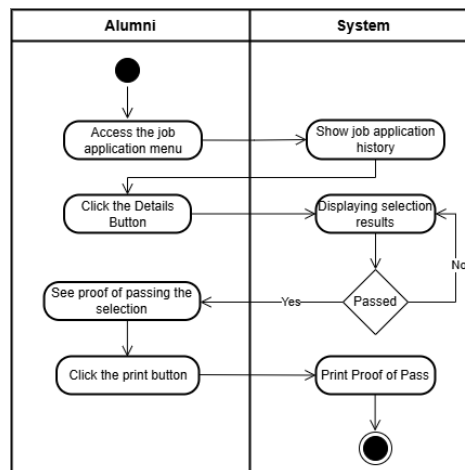 Alumni
System
Access the job
application menu
Show job application
history
Click the Details
Button
Displaying selection
results
No
See proof of passing the
selection
Yes
Passed
Click the print button
Print Proof of Pass